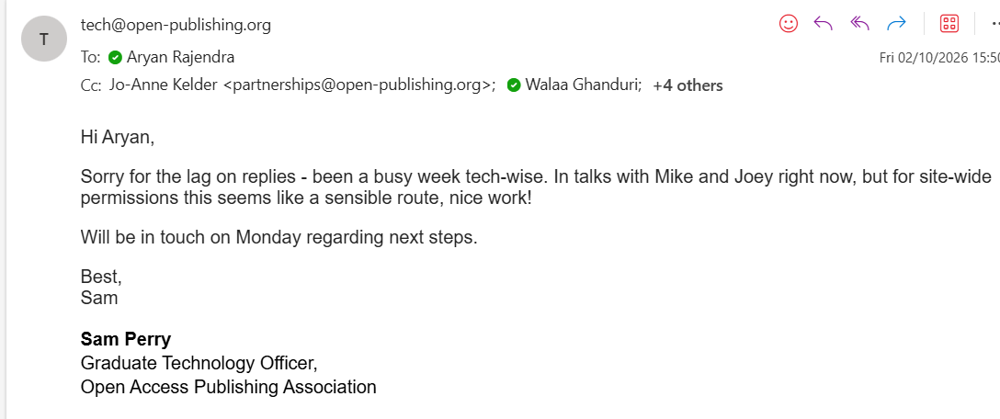 tech@open-publishing.org
T
To: Aryan Rajendra
Fri 02/10/2026 15:50
Cc: Jo-Anne Kelder <partnerships@open-publishing.org>; Walaa Ghanduri; +4 others
Hi Aryan,
Sorry for the lag on replies - been a busy week tech-wise. In talks with Mike and Joey right now, but for site-wide
permissions this seems like a sensible route, nice work!
Will be in touch on Monday regarding next steps.
Best,
Sam
Sam Perry
Graduate Technology Officer,
Open Access Publishing Association